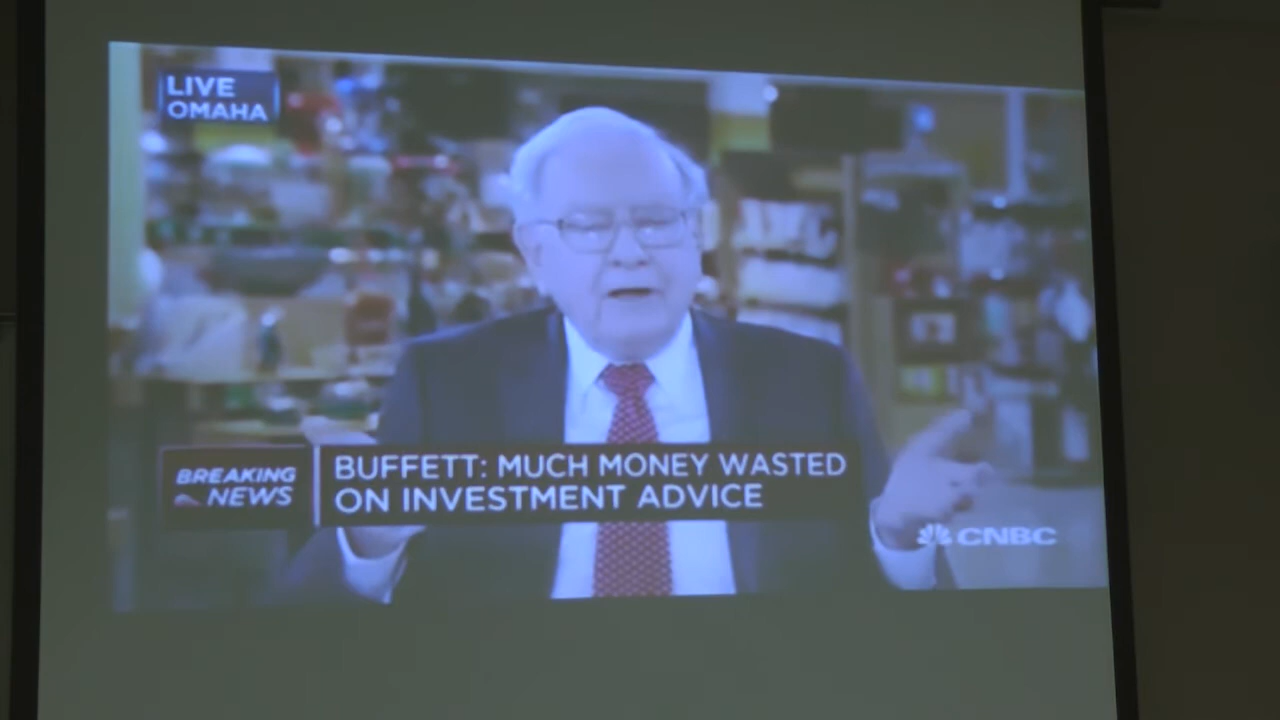 LIVE
OMAHA
BREAKING
NEWS
BUFFETT: MUCH MONEY WASTED
ON INVESTMENT ADVICE
CNBC